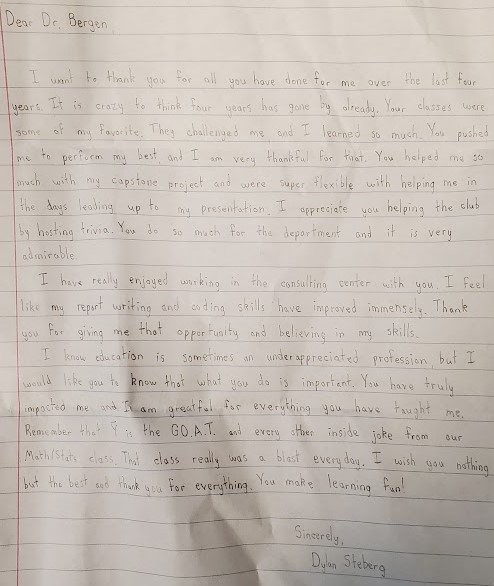 Dear Dr. Bergen,
I want to thank you for all you have done for me over the last four
years. It is crazy to think four years has gone by already. Your classes were
some of my favorite. They challenged me and I learned so much. You pushed
me to perform my best, and I am very thankful for that. You helped me so
much with my capstone project and were super flexible with helping me in
the days leading up to my presentation. I appreciate you helping the club
by hosting trivia. You do so much for the department and it is very
admirable.
I have really enjoyed working in the consulting center with you. I feel
like my report writing and coding skills have improved immensely. Thank
you for giving me that opportunity and believing in my skills.
I know education is sometimes an underappreciated profession, but I
would like you to know that what you do is important. You have truly
impacted me and I am greatful for everything you have taught me.
Remember that is the G.O.A.T. and every other inside joke from our
Math/Stats class. That class really was a blast everyday. I wish you nothing
but the best and thank you for everything. You make learning fun!
Sincerely,
Dylan Steberg